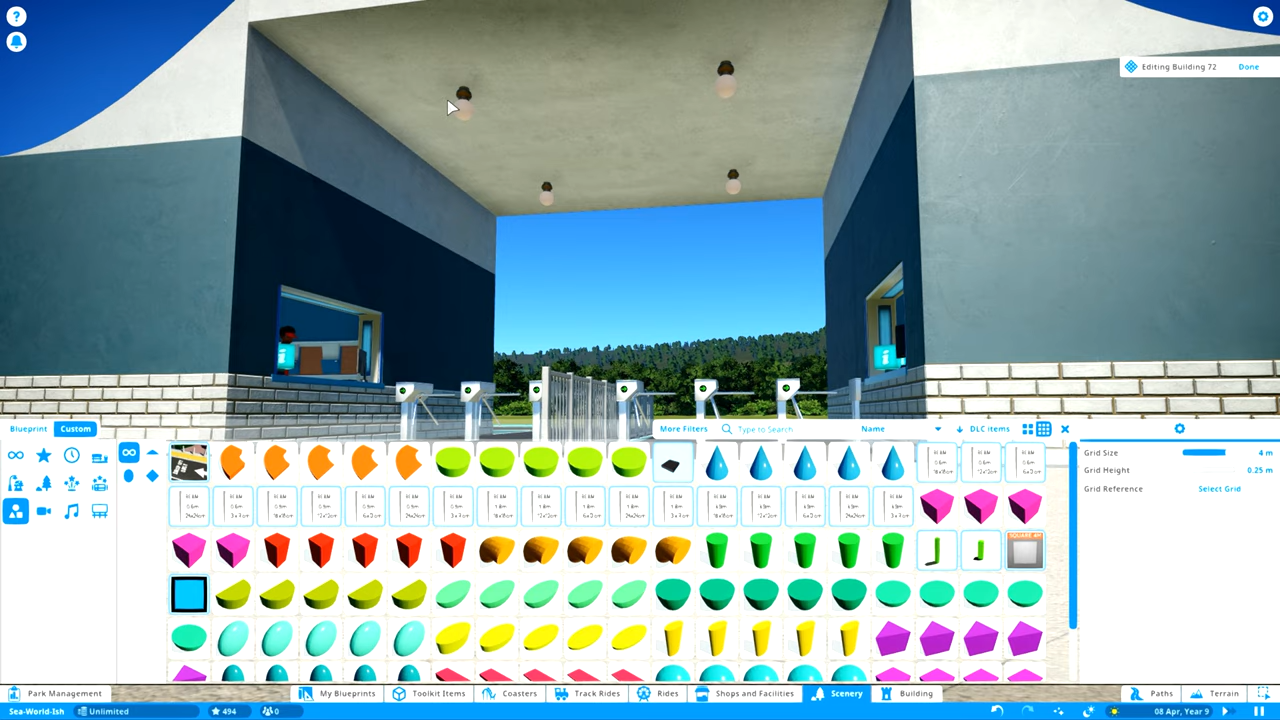 ?
Editing Building 72 Done
Blueprint Custom
More Filters Type to Search Name DLC items
Grid Size 4 m
Grid Height 0.25 m
Grid Reference Select Grid
SQUARE 4M
Park Management My Blueprints Toolkit Items Coasters Track Rides Rides Shops and Facilities Scenery Building Paths Terrain
Sea-World-Ish Unlimited 494 0 08 Apr, Year 9